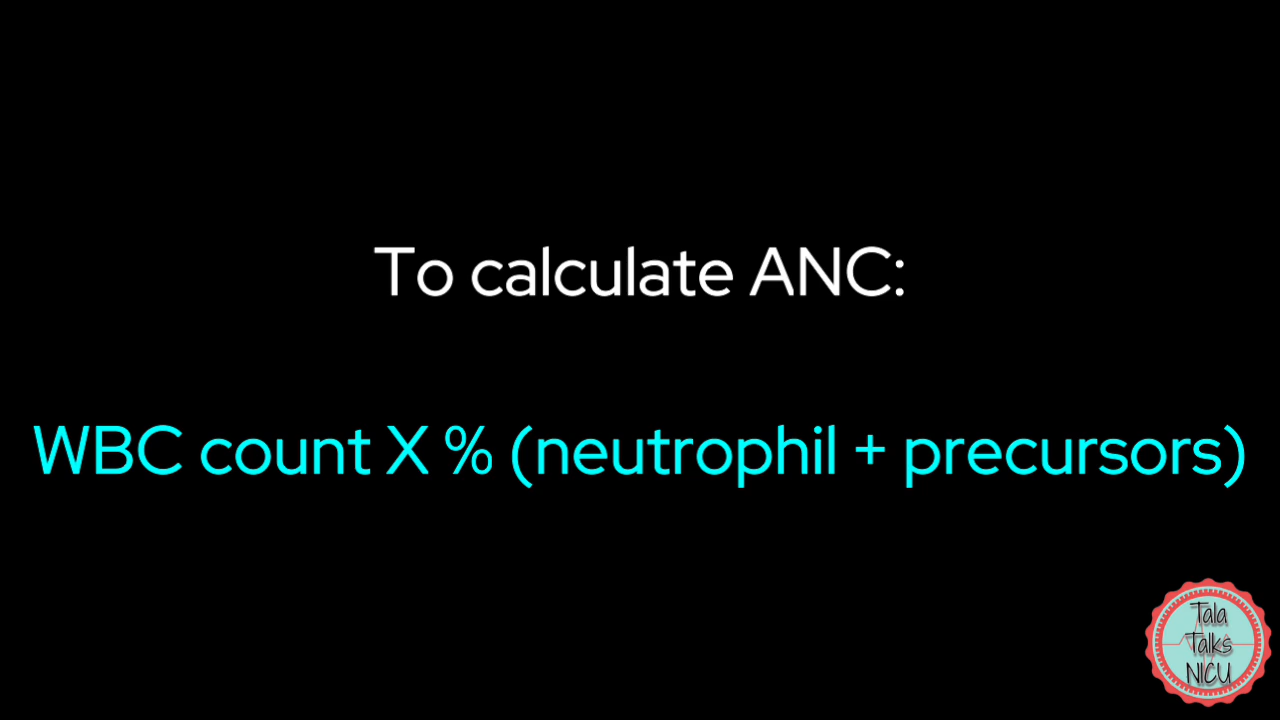 To calculate ANC:
WBC count X % (neutrophil + precursors)
Tala
Talks
NICU